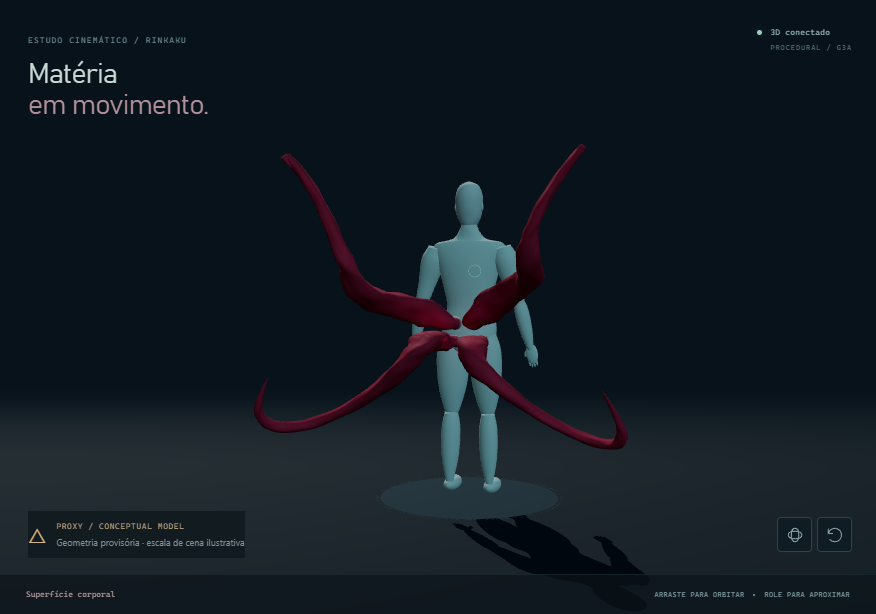 ESTUDO CINEMÁTICO / RINKAKU
Matéria
em movimento.
3D conectado
PROCEDURAL / G3A
PROXY / CONCEPTUAL MODEL
Geometria provisória · escala de cena ilustrativa
Superfície corporal
ARRASTE PARA ORBITAR • ROLE PARA APROXIMAR